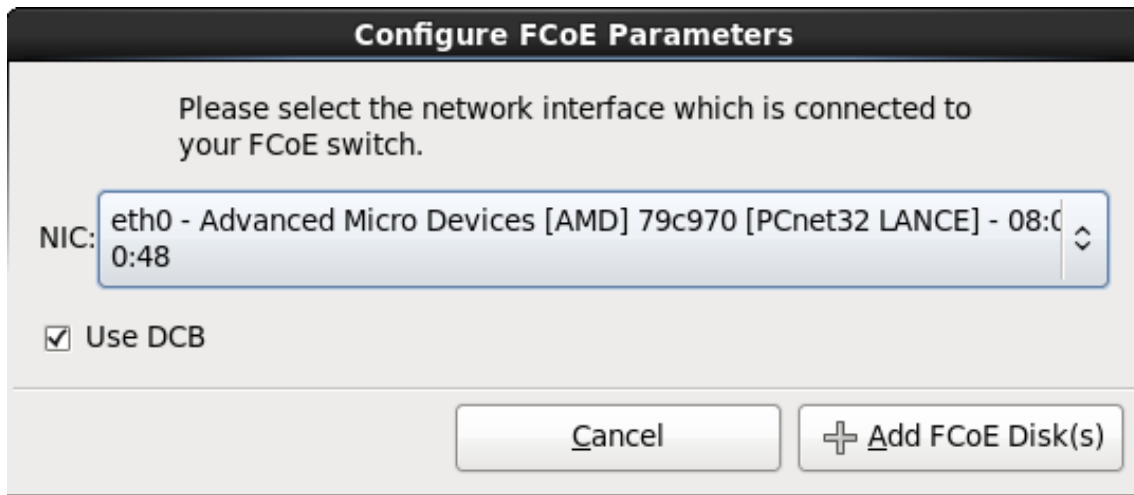 Configure FCoE Parameters
Please select the network interface which is connected to
your FCoE switch.
NIC:
eth0 - Advanced Micro Devices [AMD] 79c970 [PCnet32 LANCE] - 08:
0:48
Use DCB
Cancel
Add FCoE Disk(s)